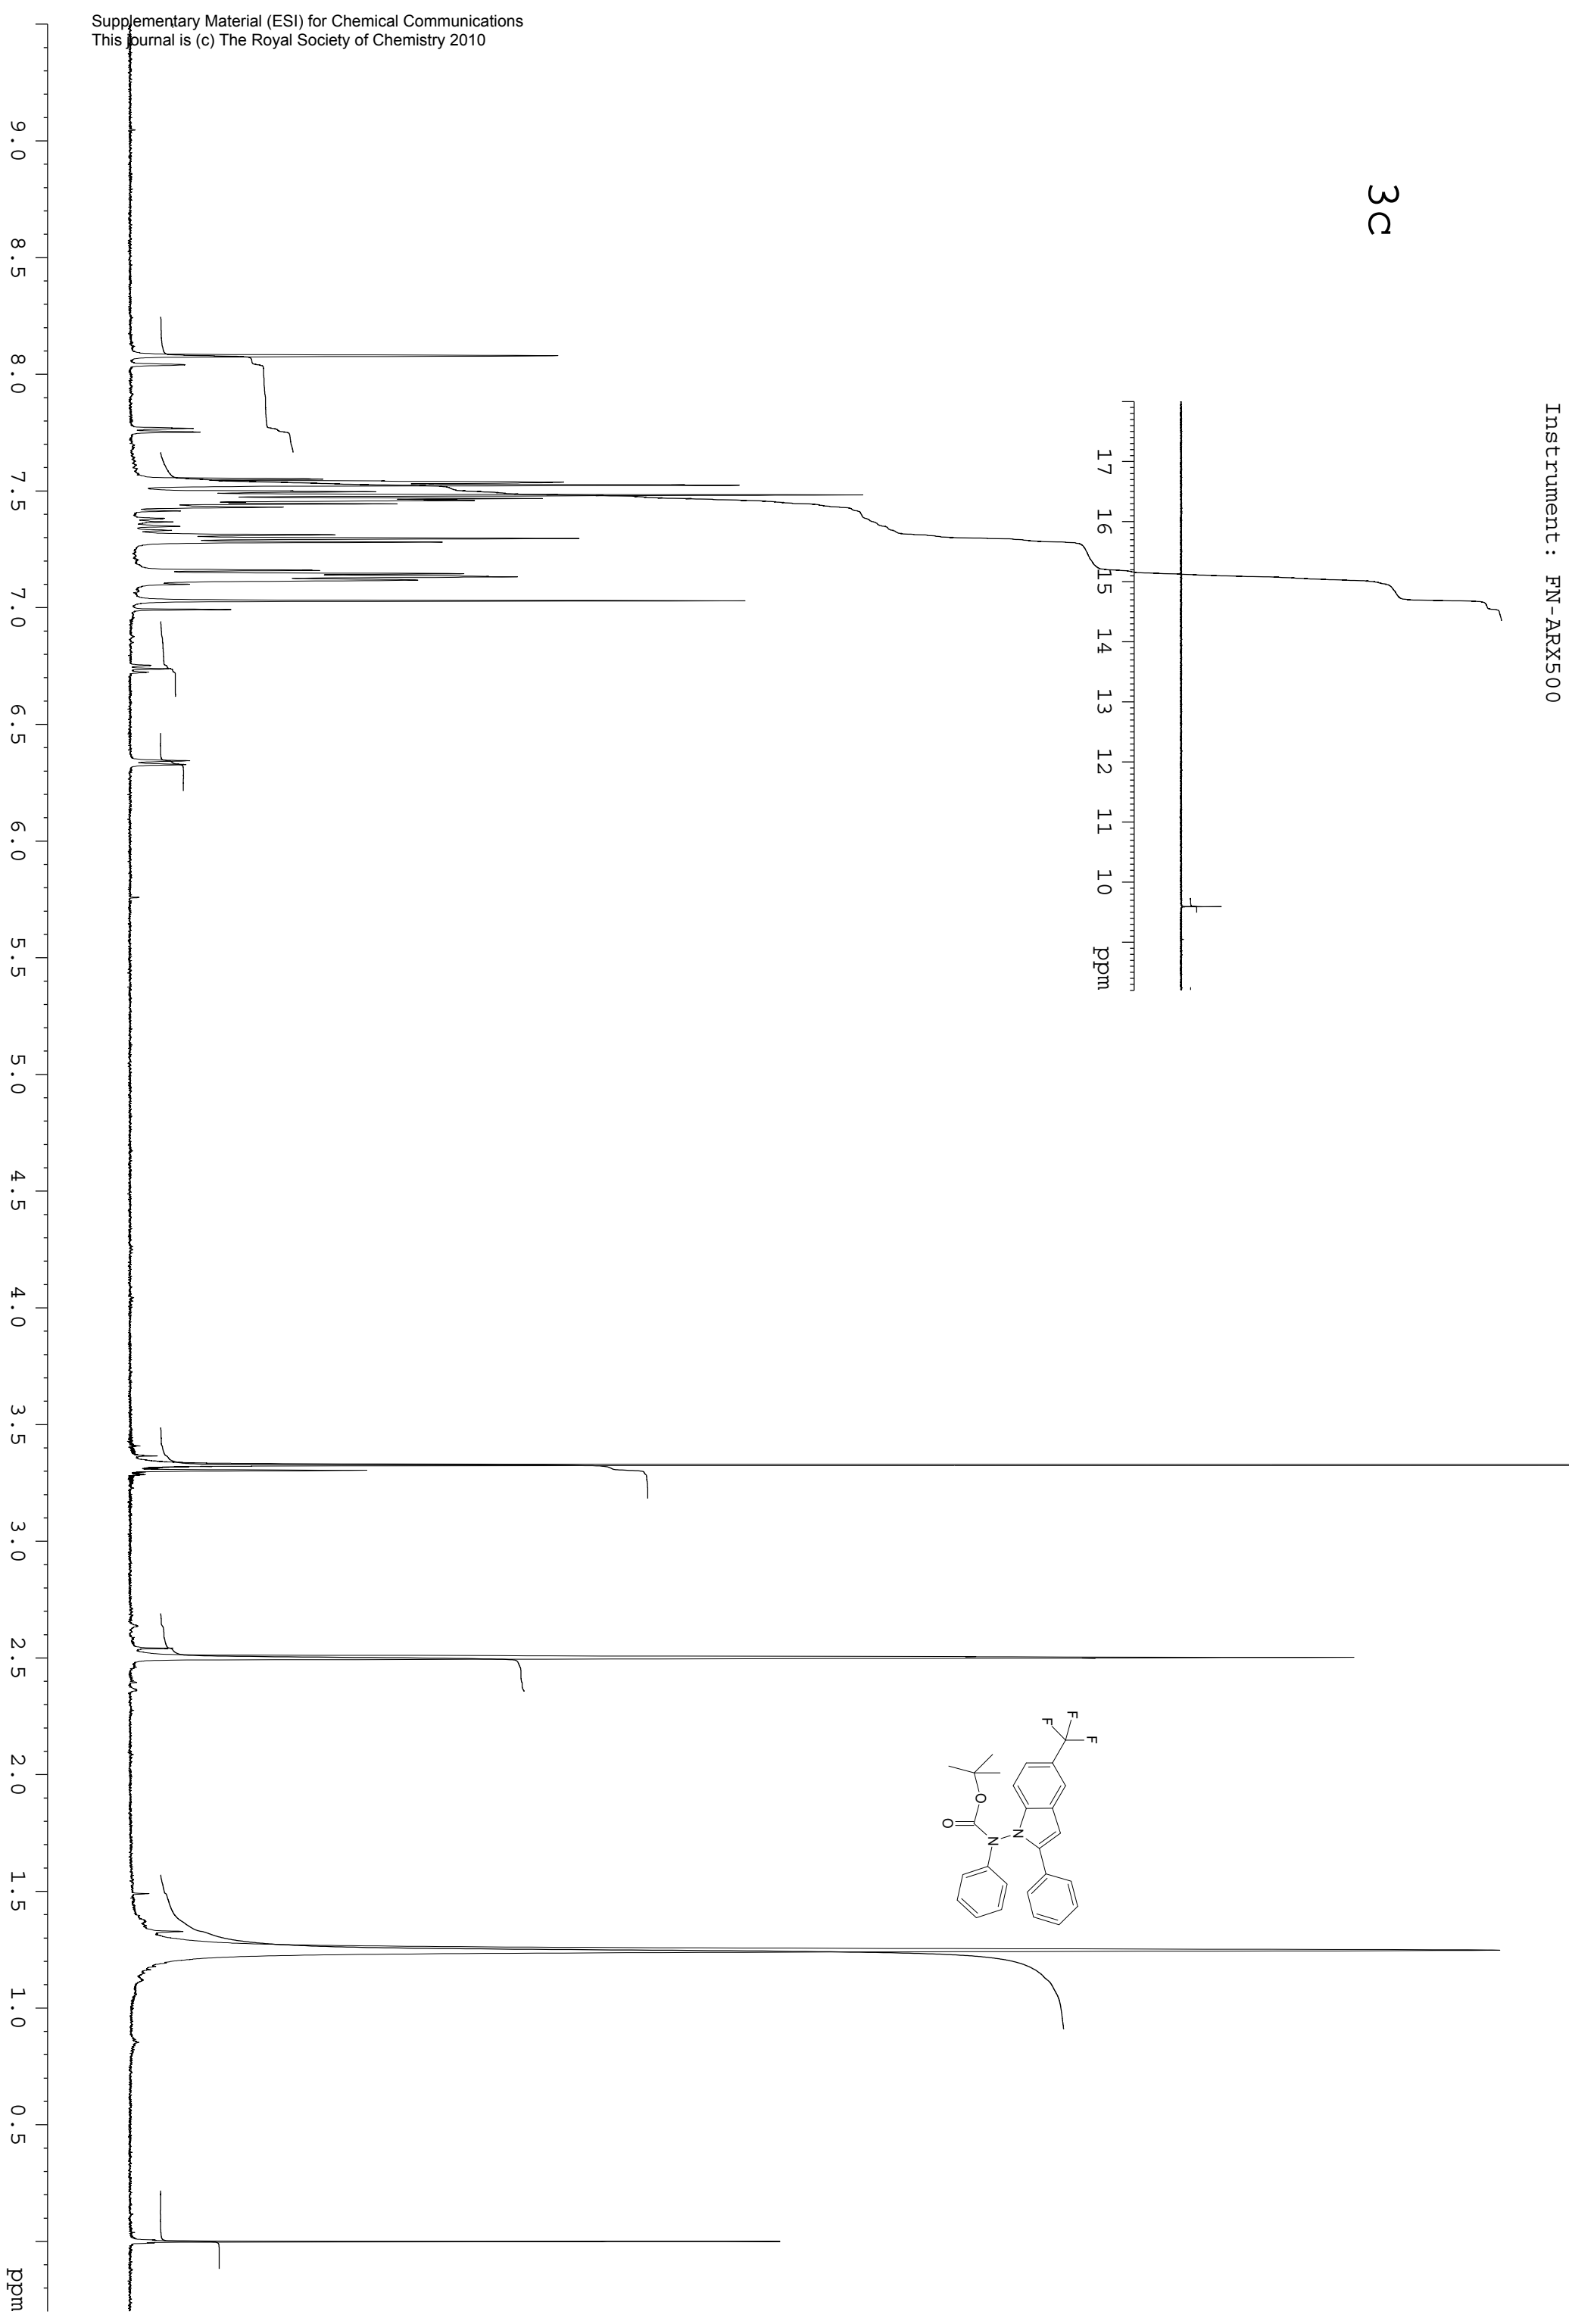 Supplementary Material (ESI) for Chemical Communications
This journal is (c) The Royal Society of Chemistry 2010
Instrument: FN-ARX500
3c
17 16 15 14 13 12 11 10 ppm
F
F
F
N
N
O
O
9.0 8.5 8.0 7.5 7.0 6.5 6.0 5.5 5.0 4.5 4.0 3.5 3.0 2.5 2.0 1.5 1.0 0.5 ppm